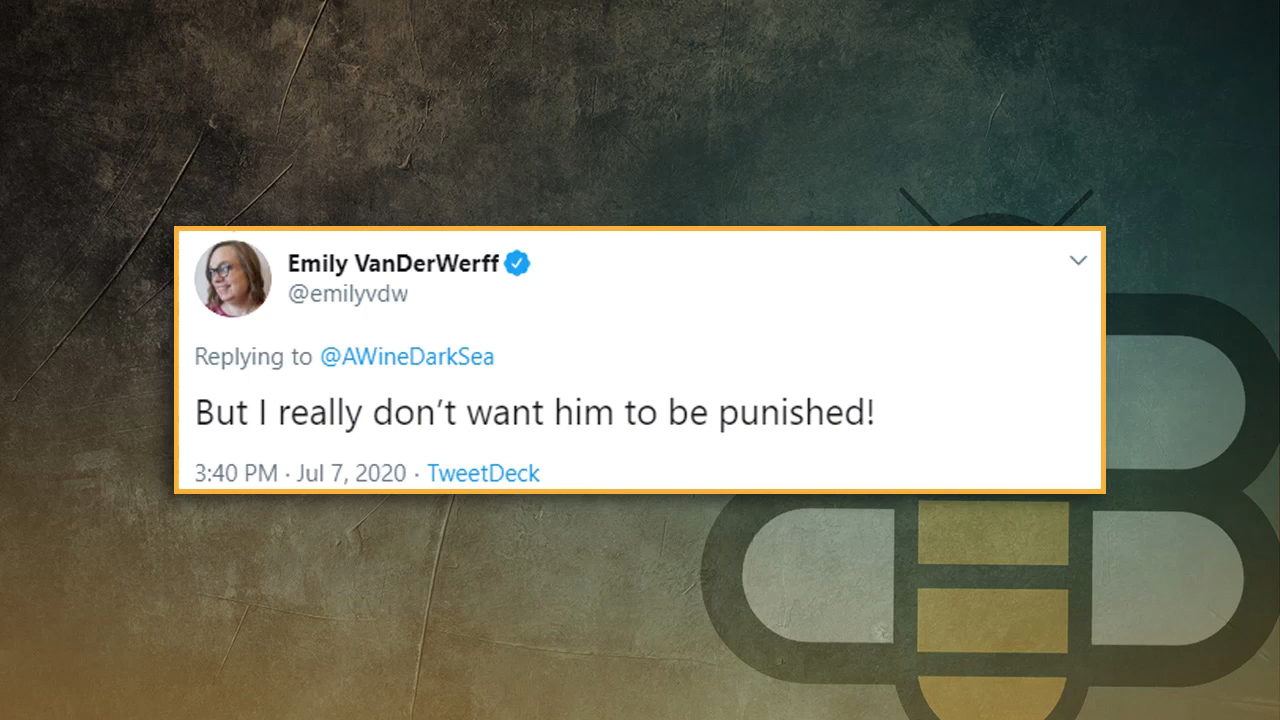 Emily VanDerWerff
@emilyvdw
Replying to @AWineDarkSea
But I really don’t want him to be punished!
3:40 PM · Jul 7, 2020 · TweetDeck